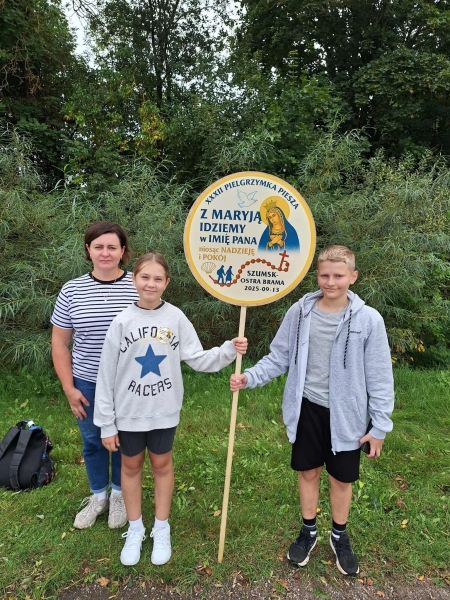 XXXII PIELGRZYMKA PIESZA
Z MARYJĄ
IDZIEMY
w IMIĘ PANA
niosąc NADZIEJĘ
i POKÓJ
SZUMSK-
OSTRA BRAMA
2025-09-13
CALIFORNIA
RACERS